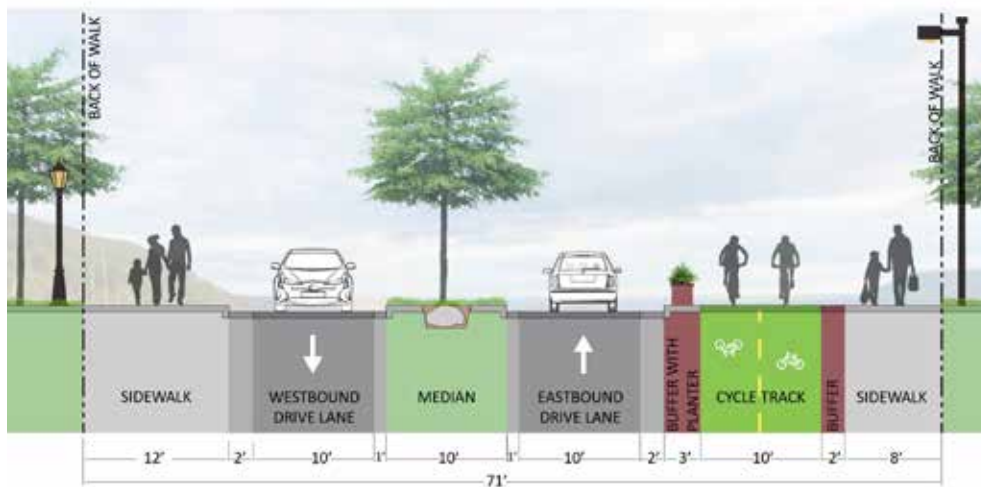 BACK OF WALK
BACK OF WALK
SIDEWALK
WESTBOUND
DRIVE LANE
MEDIAN
EASTBOUND
DRIVE LANE
BUFFER WITH
PLANTER
CYCLE TRACK
BUFFER
SIDEWALK
12' 2' 10' 1' 10' 1' 10' 2' 3' 10' 2' 8'
71'